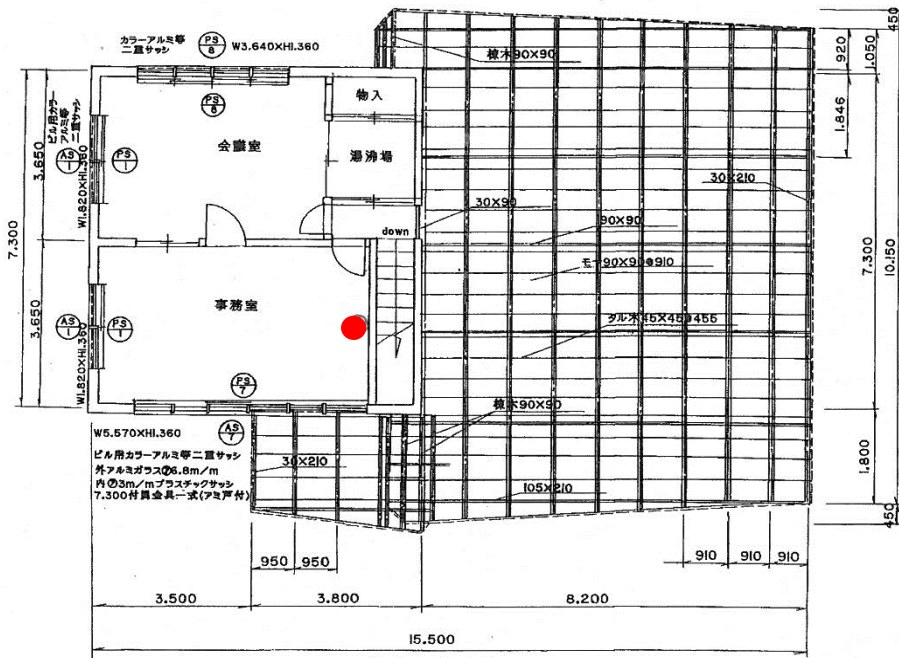 450
カラーアルミ等
二重サッシ
PS
8
W3.640×H1.360
棟木90×90
920
1.050
物入
PS
8
ビル用カラー
アルミ等
二重サッシ
1.846
会議室
湯沸場
AS
1
PS
1
W1.820×H1.360
3.650
30×210
30×90
down
90×90
7.300
モヤ90×90@910
7.300
10.150
事務室
AS
1
PS
1
W1.820×H1.360
3.650
タル木45×45@455
PS
7
棟木90×90
W5.570×H1.360
AS
7
ビル用カラーアルミ等二重サッシ
外アルミガラス⑦6.8m/m
内⑦3m/mプラスチックサッシ
7.300付属金具一式(アミ戸付)
30×210
105×210
1.800
450
950
950
910
910
910
3.500
3.800
8.200
15.500